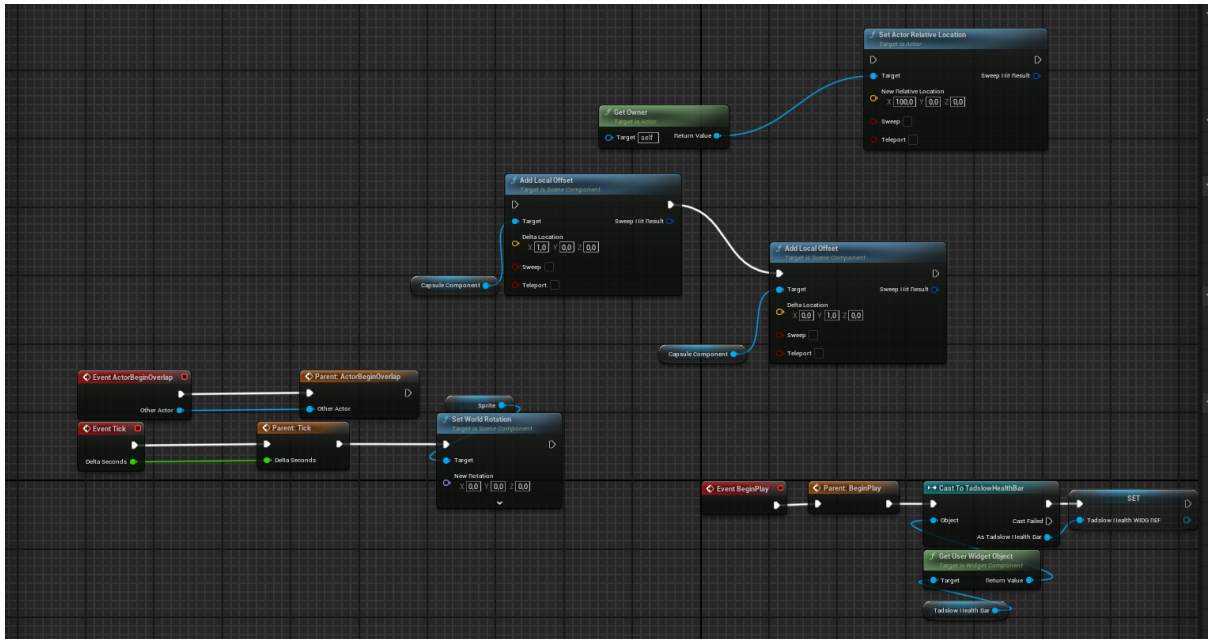 Set Actor Relative Location
Target is Actor
Target
Sweep Hit Result
New Relative Location
X 100,0 Y 0,0 Z 0,0
Sweep
Teleport
Get Owner
Target is Actor
Target self Return Value
Add Local Offset
Target is Scene Component
Target
Sweep Hit Result
Delta Location
X 1,0 Y 0,0 Z 0,0
Sweep
Teleport
Capsule Component
Add Local Offset
Target is Scene Component
Target
Sweep Hit Result
Delta Location
X 0,0 Y 1,0 Z 0,0
Sweep
Teleport
Capsule Component
Event ActorBeginOverlap
Other Actor
Parent: ActorBeginOverlap
Other Actor
Event Tick
Delta Seconds
Parent: Tick
Delta Seconds
Sprite
Set World Rotation
Target is Scene Component
Target
New Rotation
X 0,0 Y 0,0 Z 0,0
Event BeginPlay
Parent: BeginPlay
Cast To TadslowHealthBar
Object
Cast Failed
As Tadslow Health Bar
SET
Tadslow Health WIDG REF
Get User Widget Object
Target is Widget Component
Target
Return Value
Tadslow Health Bar